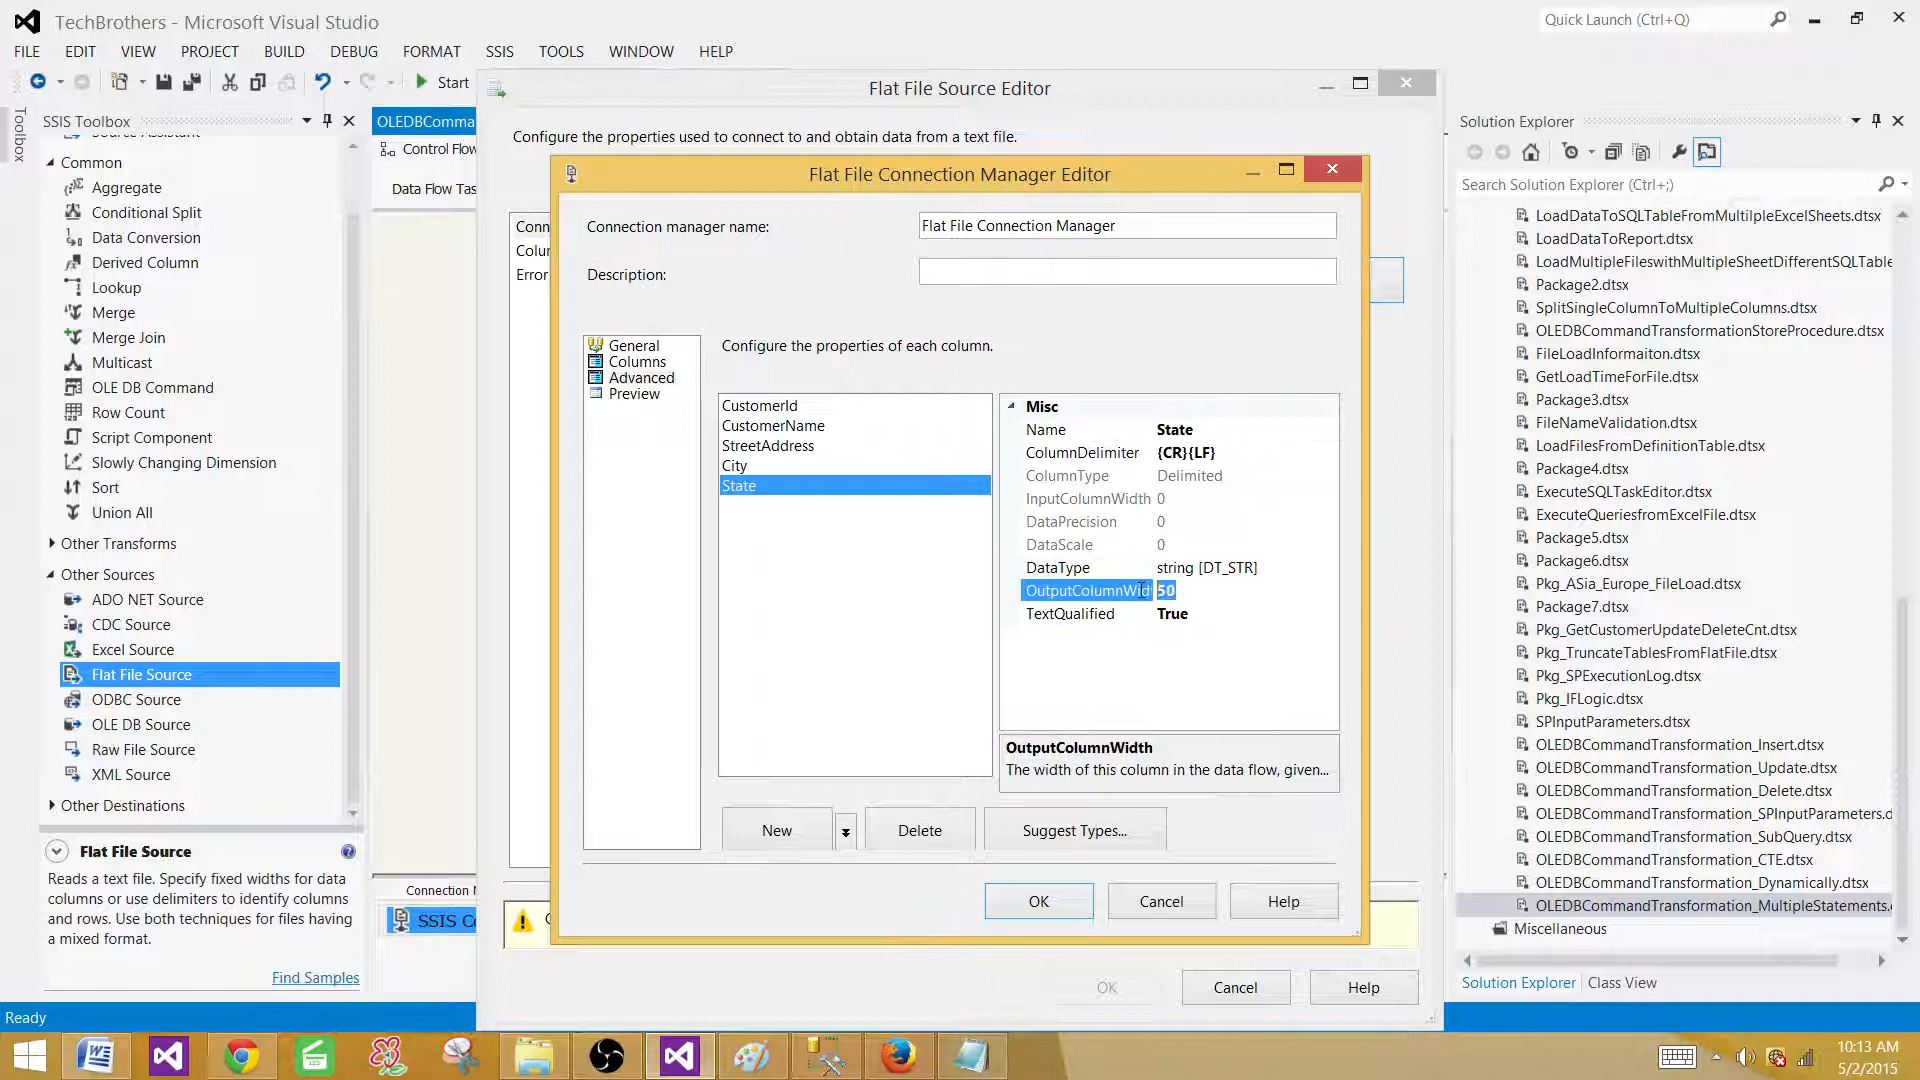 TechBrothers - Microsoft Visual Studio
Quick Launch (Ctrl+Q)
FILE EDIT VIEW PROJECT BUILD DEBUG FORMAT SSIS TOOLS WINDOW HELP
Start
Toolbox
SSIS Toolbox
Common
Aggregate
Conditional Split
Data Conversion
Derived Column
Lookup
Merge
Merge Join
Multicast
OLE DB Command
Row Count
Script Component
Slowly Changing Dimension
Sort
Union All
Other Transforms
Other Sources
ADO NET Source
CDC Source
Excel Source
Flat File Source
ODBC Source
OLE DB Source
Raw File Source
XML Source
Other Destinations
Flat File Source
Reads a text file. Specify fixed widths for data
columns or use delimiters to identify columns
and rows. Use both techniques for files having
a mixed format.
Find Samples
OLEDBComma
Control Flow
Data Flow Tas
Connection M
SSIS Co
Flat File Source Editor
Configure the properties used to connect to and obtain data from a text file.
Conn
Colu
Error
OK Cancel Help
Flat File Connection Manager Editor
Connection manager name: Flat File Connection Manager
Description:
General
Columns
Advanced
Preview
Configure the properties of each column.
CustomerId
CustomerName
StreetAddress
City
State
Misc
Name State
ColumnDelimiter {CR}{LF}
ColumnType Delimited
InputColumnWidth 0
DataPrecision 0
DataScale 0
DataType string [DT_STR]
OutputColumnWid 50
TextQualified True
OutputColumnWidth
The width of this column in the data flow, given...
New Delete Suggest Types...
OK Cancel Help
Solution Explorer
Search Solution Explorer (Ctrl+;)
LoadDataToSQLTableFromMultilpleExcelSheets.dtsx
LoadDataToReport.dtsx
LoadMultipleFileswithMultipleSheetDifferentSQLTable
Package2.dtsx
SplitSingleColumnToMultipleColumns.dtsx
OLEDBCommandTransformationStoreProcedure.dtsx
FileLoadInformaiton.dtsx
GetLoadTimeForFile.dtsx
Package3.dtsx
FileNameValidation.dtsx
LoadFilesFromDefinitionTable.dtsx
Package4.dtsx
ExecuteSQLTaskEditor.dtsx
ExecuteQueriesfromExcelFile.dtsx
Package5.dtsx
Package6.dtsx
Pkg_ASia_Europe_FileLoad.dtsx
Package7.dtsx
Pkg_GetCustomerUpdateDeleteCnt.dtsx
Pkg_TruncateTablesFromFlatFile.dtsx
Pkg_SPExecutionLog.dtsx
Pkg_IFLogic.dtsx
SPInputParameters.dtsx
OLEDBCommandTransformation_Insert.dtsx
OLEDBCommandTransformation_Update.dtsx
OLEDBCommandTransformation_Delete.dtsx
OLEDBCommandTransformation_SPInputParameters.d
OLEDBCommandTransformation_SubQuery.dtsx
OLEDBCommandTransformation_CTE.dtsx
OLEDBCommandTransformation_Dynamically.dtsx
OLEDBCommandTransformation_MultipleStatements.
Miscellaneous
Solution Explorer Class View
Ready
10:13 AM
5/2/2015